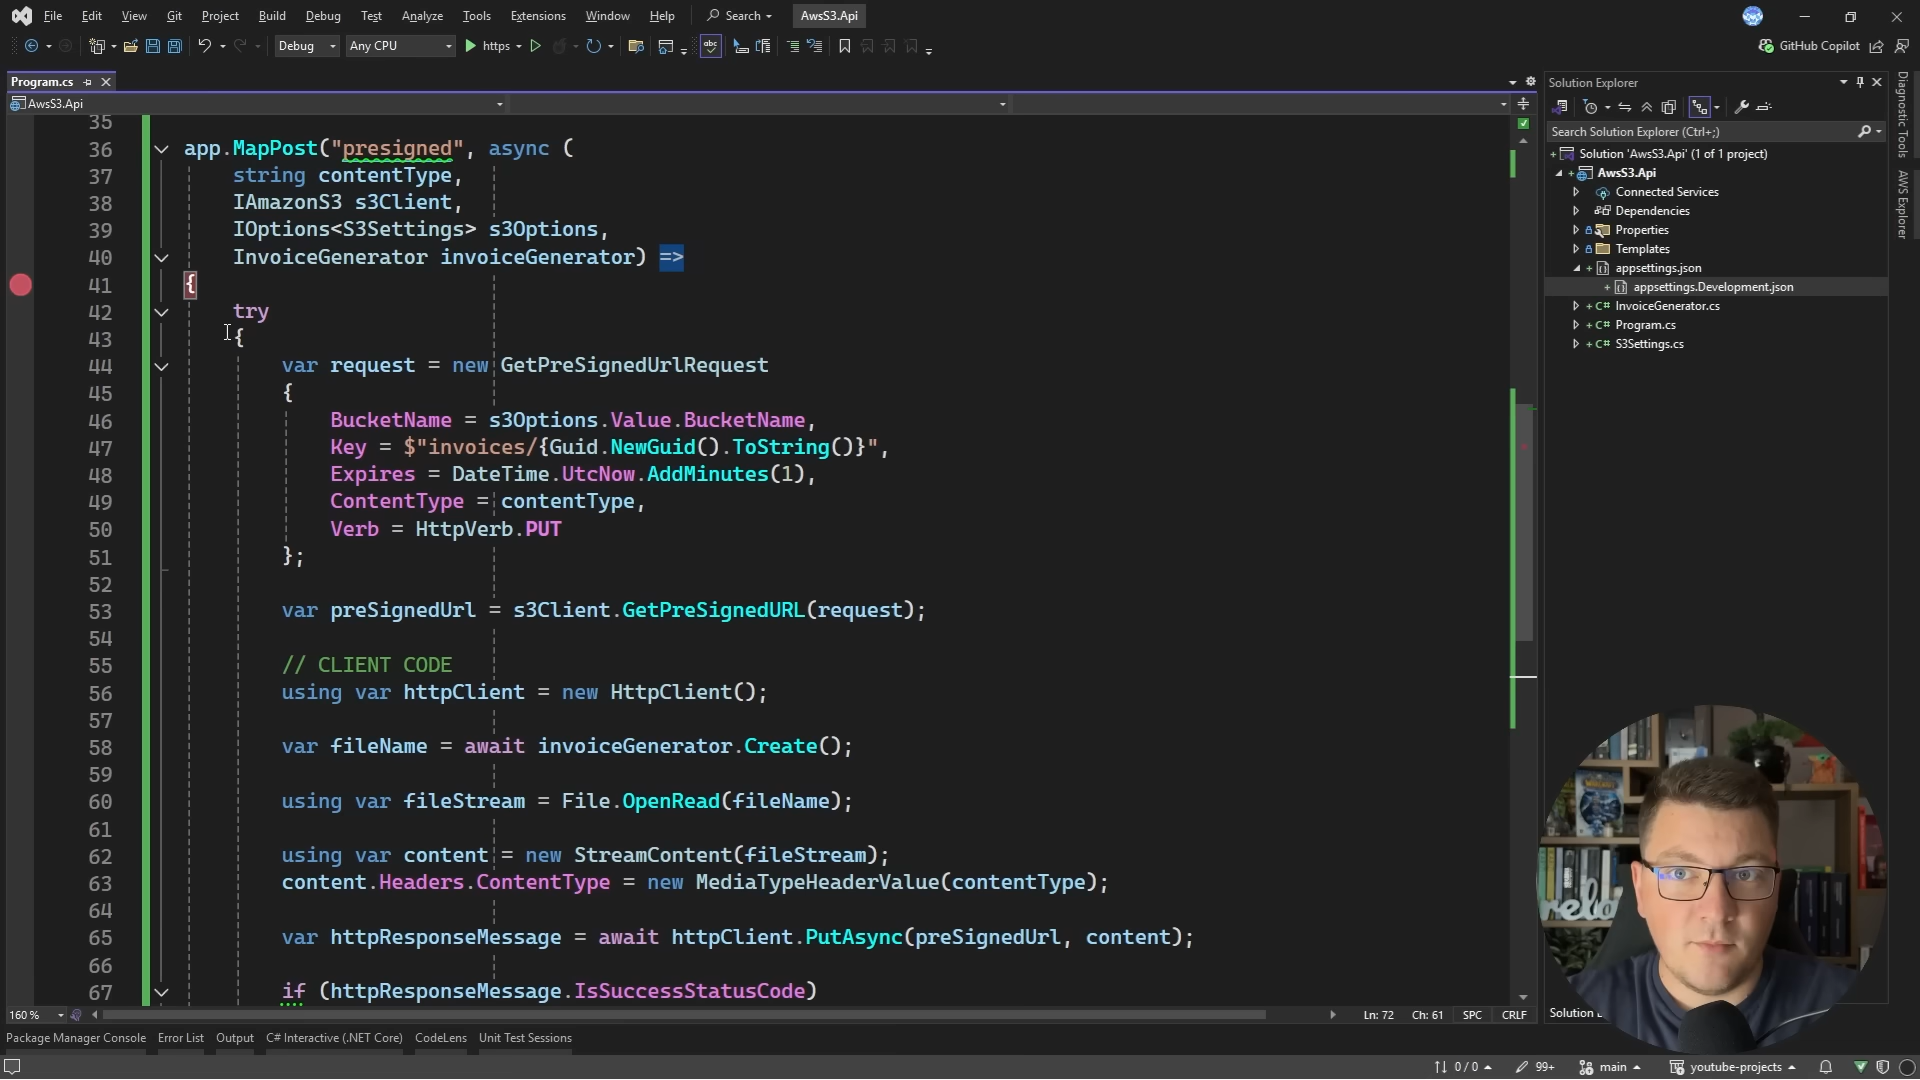 File Edit View Git Project Build Debug Test Analyze Tools Extensions Window Help Search AwsS3.Api
Debug Any CPU https GitHub Copilot
Program.cs
AwsS3.Api
35
36 app.MapPost("presigned", async (
37 string contentType,
38 IAmazonS3 s3Client,
39 IOptions<S3Settings> s3Options,
40 InvoiceGenerator invoiceGenerator) =>
41 {
42 try
43 {
44 var request = new GetPreSignedUrlRequest
45 {
46 BucketName = s3Options.Value.BucketName,
47 Key = $"invoices/{Guid.NewGuid().ToString()}",
48 Expires = DateTime.UtcNow.AddMinutes(1),
49 ContentType = contentType,
50 Verb = HttpVerb.PUT
51 };
52
53 var preSignedUrl = s3Client.GetPreSignedURL(request);
54
55 // CLIENT CODE
56 using var httpClient = new HttpClient();
57
58 var fileName = await invoiceGenerator.Create();
59
60 using var fileStream = File.OpenRead(fileName);
61
62 using var content = new StreamContent(fileStream);
63 content.Headers.ContentType = new MediaTypeHeaderValue(contentType);
64
65 var httpResponseMessage = await httpClient.PutAsync(preSignedUrl, content);
66
67 if (httpResponseMessage.IsSuccessStatusCode)
160 % Ln: 72 Ch: 61 SPC CRLF
Solution Explorer
Search Solution Explorer (Ctrl+;)
Solution 'AwsS3.Api' (1 of 1 project)
AwsS3.Api
Connected Services
Dependencies
Properties
Templates
appsettings.json
appsettings.Development.json
InvoiceGenerator.cs
Program.cs
S3Settings.cs
Diagnostic Tools
AWS Explorer
Package Manager Console Error List Output C# Interactive (.NET Core) CodeLens Unit Test Sessions
0 / 0 99+ main youtube-projects